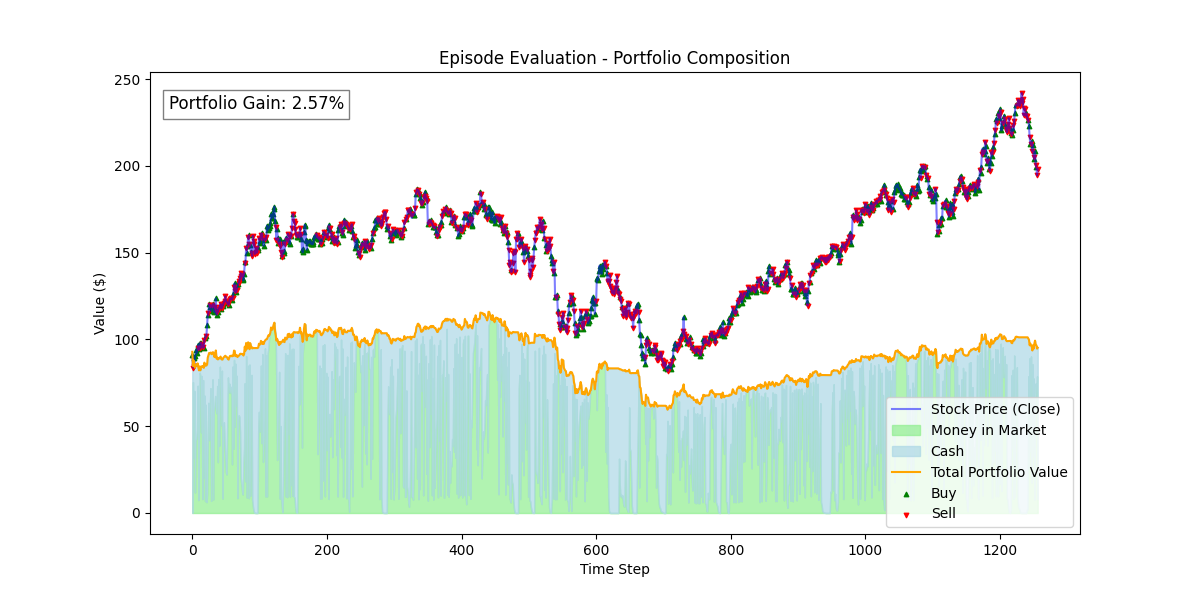 Episode Evaluation - Portfolio Composition
250
Portfolio Gain: 2.57%
200
150
100
50
0
Value ($)
Stock Price (Close)
Money in Market
Cash
Total Portfolio Value
Buy
Sell
0 200 400 600 800 1000 1200
Time Step